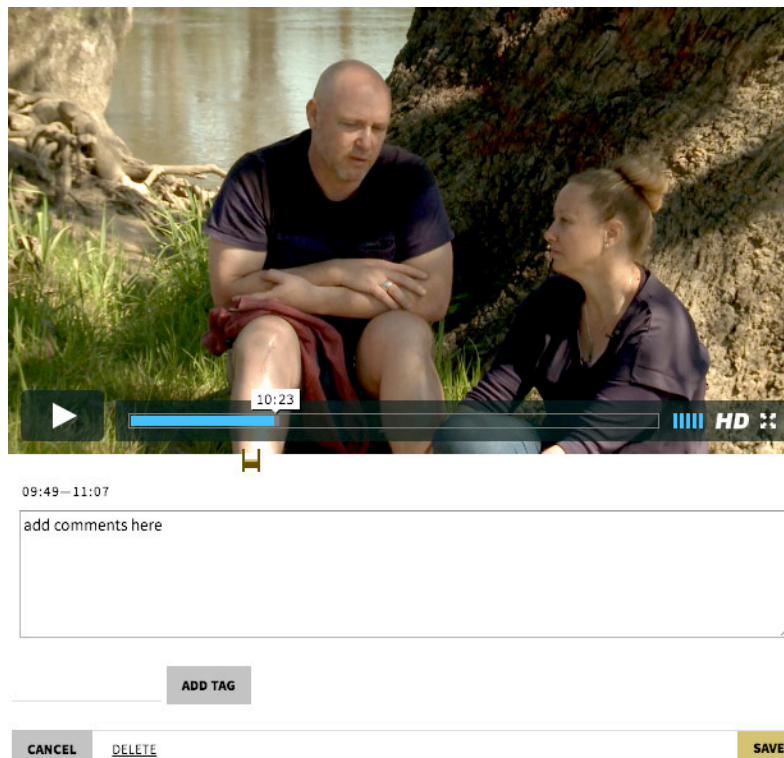 10:23
HD
09:49—11:07
add comments here
ADD TAG
CANCEL DELETE SAVE